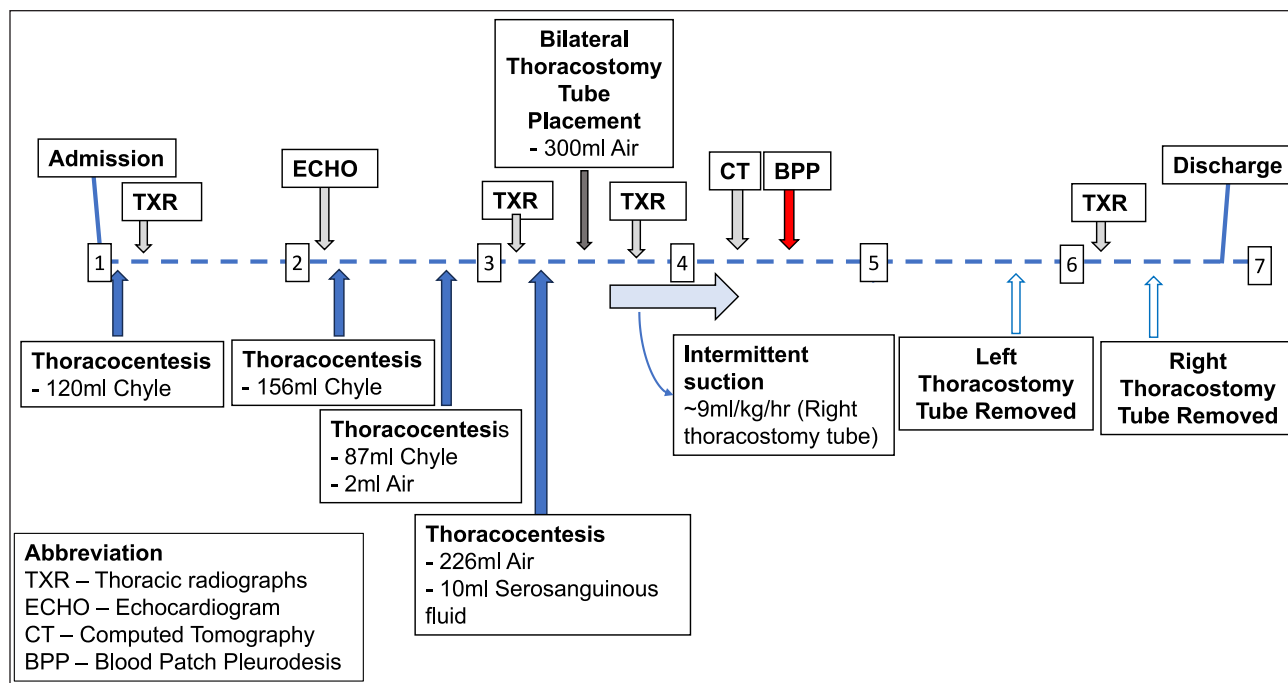 Bilateral
Thoracostomy
Tube
Placement
- 300ml Air
Admission
TXR
ECHO
TXR
TXR
CT
BPP
TXR
Discharge
1
2
3
4
5
6
7
Thoracocentesis
- 120ml Chyle
Thoracocentesis
- 156ml Chyle
Thoracocentesis
- 87ml Chyle
- 2ml Air
Thoracocentesis
- 226ml Air
- 10ml Serosanguinous
fluid
Intermittent
suction
~9ml/kg/hr (Right
thoracostomy tube)
Left
Thoracostomy
Tube Removed
Right
Thoracostomy
Tube Removed
Abbreviation
TXR – Thoracic radiographs
ECHO – Echocardiogram
CT – Computed Tomography
BPP – Blood Patch Pleurodesis